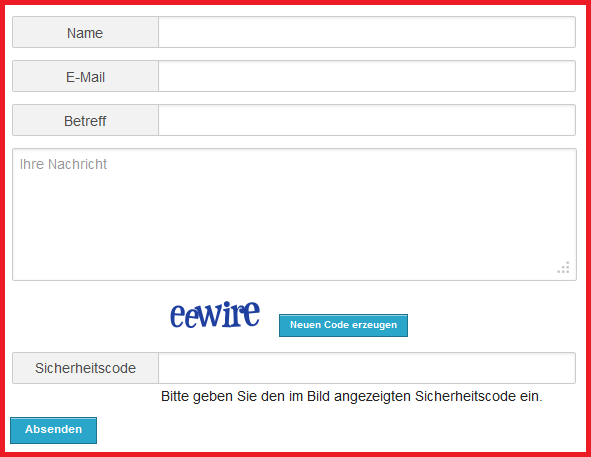 Name
E-Mail
Betreff
Ihre Nachricht
eewire
Neuen Code erzeugen
Sicherheitscode
Bitte geben Sie den im Bild angezeigten Sicherheitscode ein.
Absenden